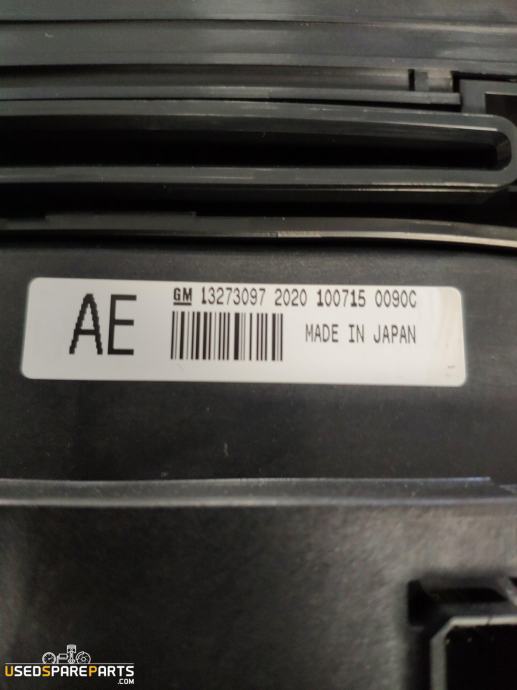 AE
GM 13273097 2020 100715 0090C
MADE IN JAPAN
USEDSPAREPARTS
.COM